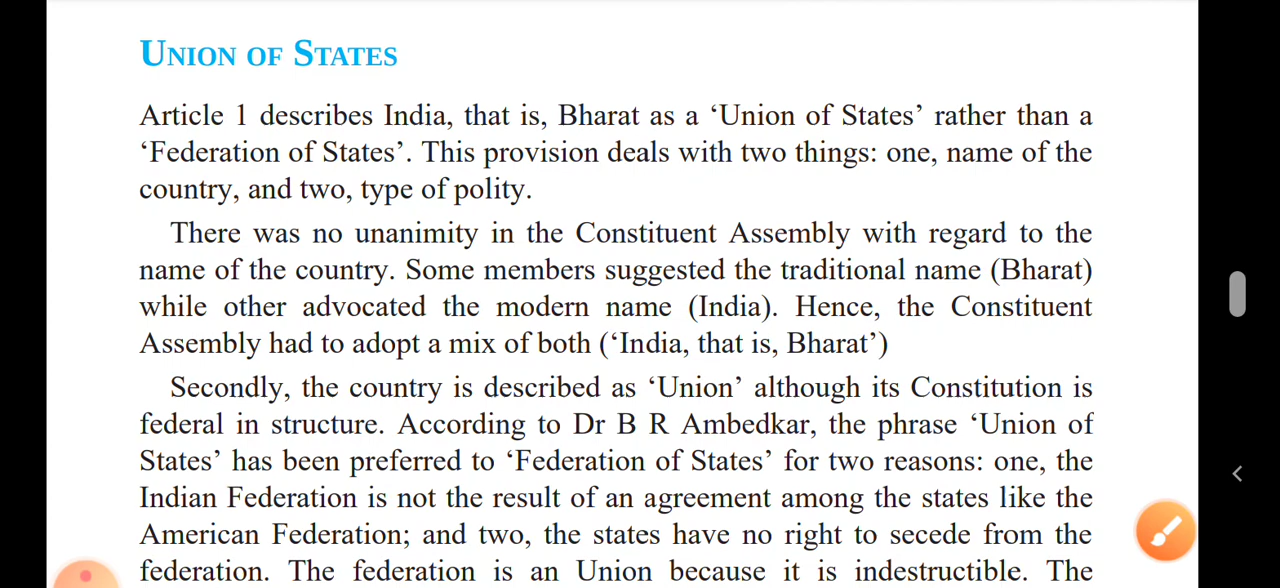 UNION OF STATES
Article 1 describes India, that is, Bharat as a ‘Union of States’ rather than a
‘Federation of States’. This provision deals with two things: one, name of the
country, and two, type of polity.
There was no unanimity in the Constituent Assembly with regard to the
name of the country. Some members suggested the traditional name (Bharat)
while other advocated the modern name (India). Hence, the Constituent
Assembly had to adopt a mix of both (‘India, that is, Bharat’)
Secondly, the country is described as ‘Union’ although its Constitution is
federal in structure. According to Dr B R Ambedkar, the phrase ‘Union of
States’ has been preferred to ‘Federation of States’ for two reasons: one, the
Indian Federation is not the result of an agreement among the states like the
American Federation; and two, the states have no right to secede from the
federation. The federation is an Union because it is indestructible. The